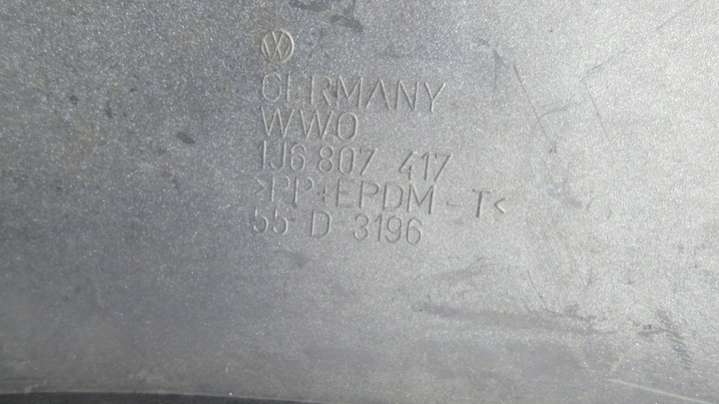 GERMANY
WWO
1J6 807 417
>PP+EPDM-T<
55 D 3196